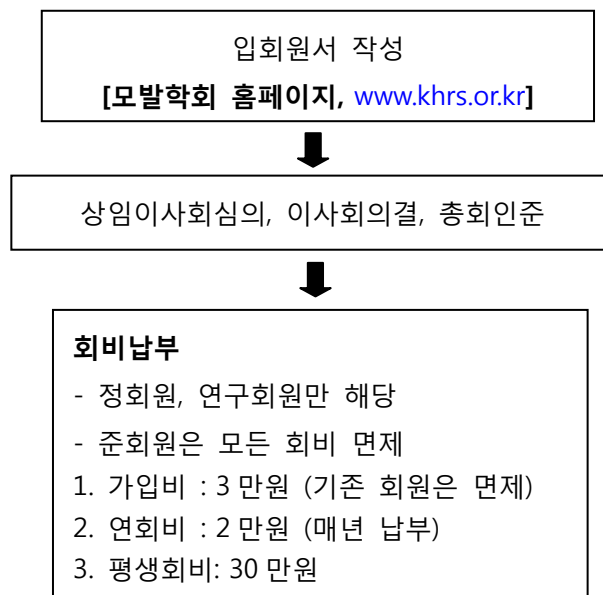 입회원서 작성
[모발학회 홈페이지, www.khrs.or.kr]
상임이사회심의, 이사회의결, 총회인준
회비납부
- 정회원, 연구회원만 해당
- 준회원은 모든 회비 면제
1. 가입비 : 3 만원 (기존 회원은 면제)
2. 연회비 : 2 만원 (매년 납부)
3. 평생회비: 30 만원